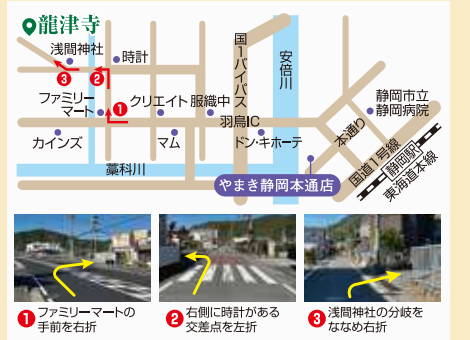 龍津寺
浅間神社
時計
国1バイパス
安倍川
ファミリー
マート
クリエイト
服織中
静岡市立
静岡病院
羽鳥IC
本通り
カインズ
マム
ドン・キホーテ
国道1号線
静岡駅
東海道本線
藁科川
やまき静岡本通店
1
2
3
1 ファミリーマートの
手前を右折
2 右側に時計がある
交差点を左折
3 浅間神社の分岐を
ななめ右折